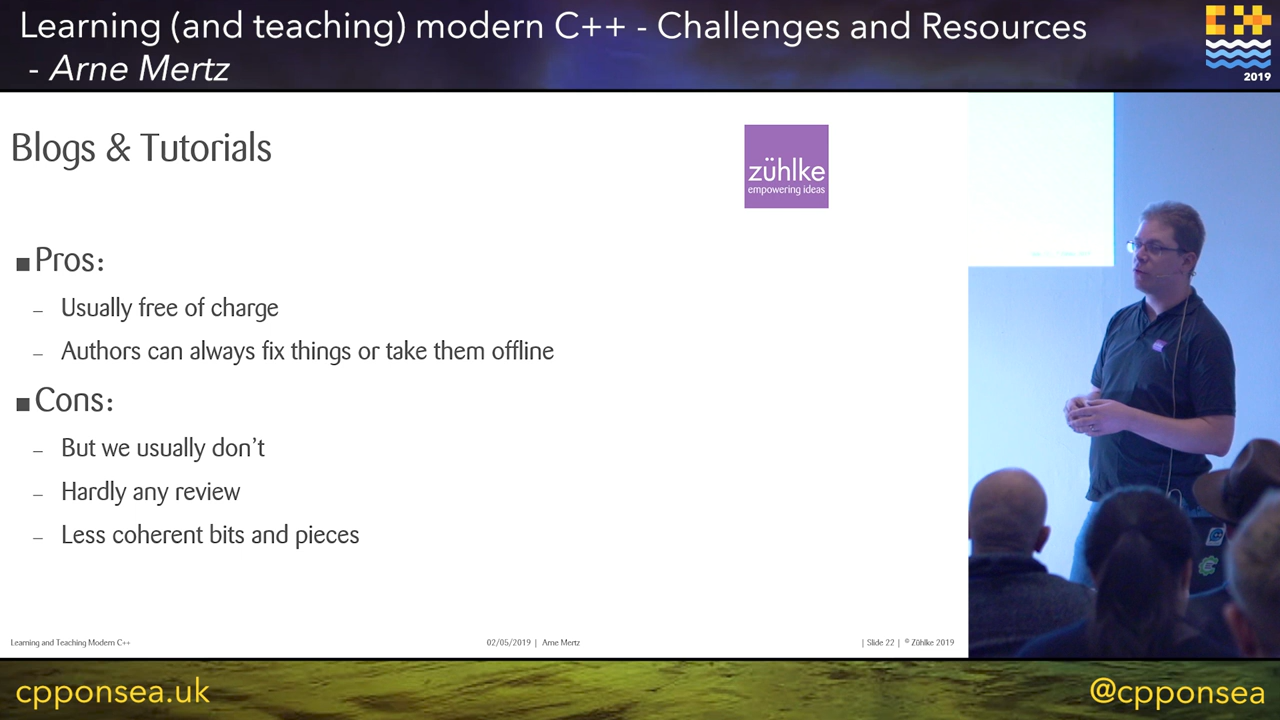 Learning (and teaching) modern C++ - Challenges and Resources
- Arne Mertz
2019
Blogs & Tutorials
zühlke
empowering ideas
■ Pros:
– Usually free of charge
– Authors can always fix things or take them offline
■ Cons:
– But we usually don't
– Hardly any review
– Less coherent bits and pieces
Learning and Teaching Modern C++
02/05/2019 | Arne Mertz
| Slide 22 | © Zühlke 2019
cpponsea.uk
@cpponsea